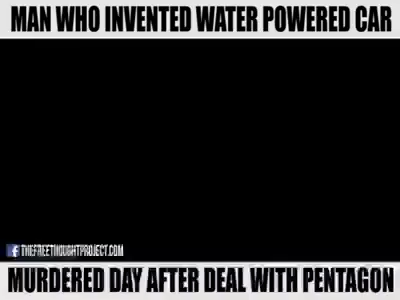 MAN WHO INVENTED WATER POWERED CAR
f THEFREETHOUGHTPROJECT.COM
MURDERED DAY AFTER DEAL WITH PENTAGON